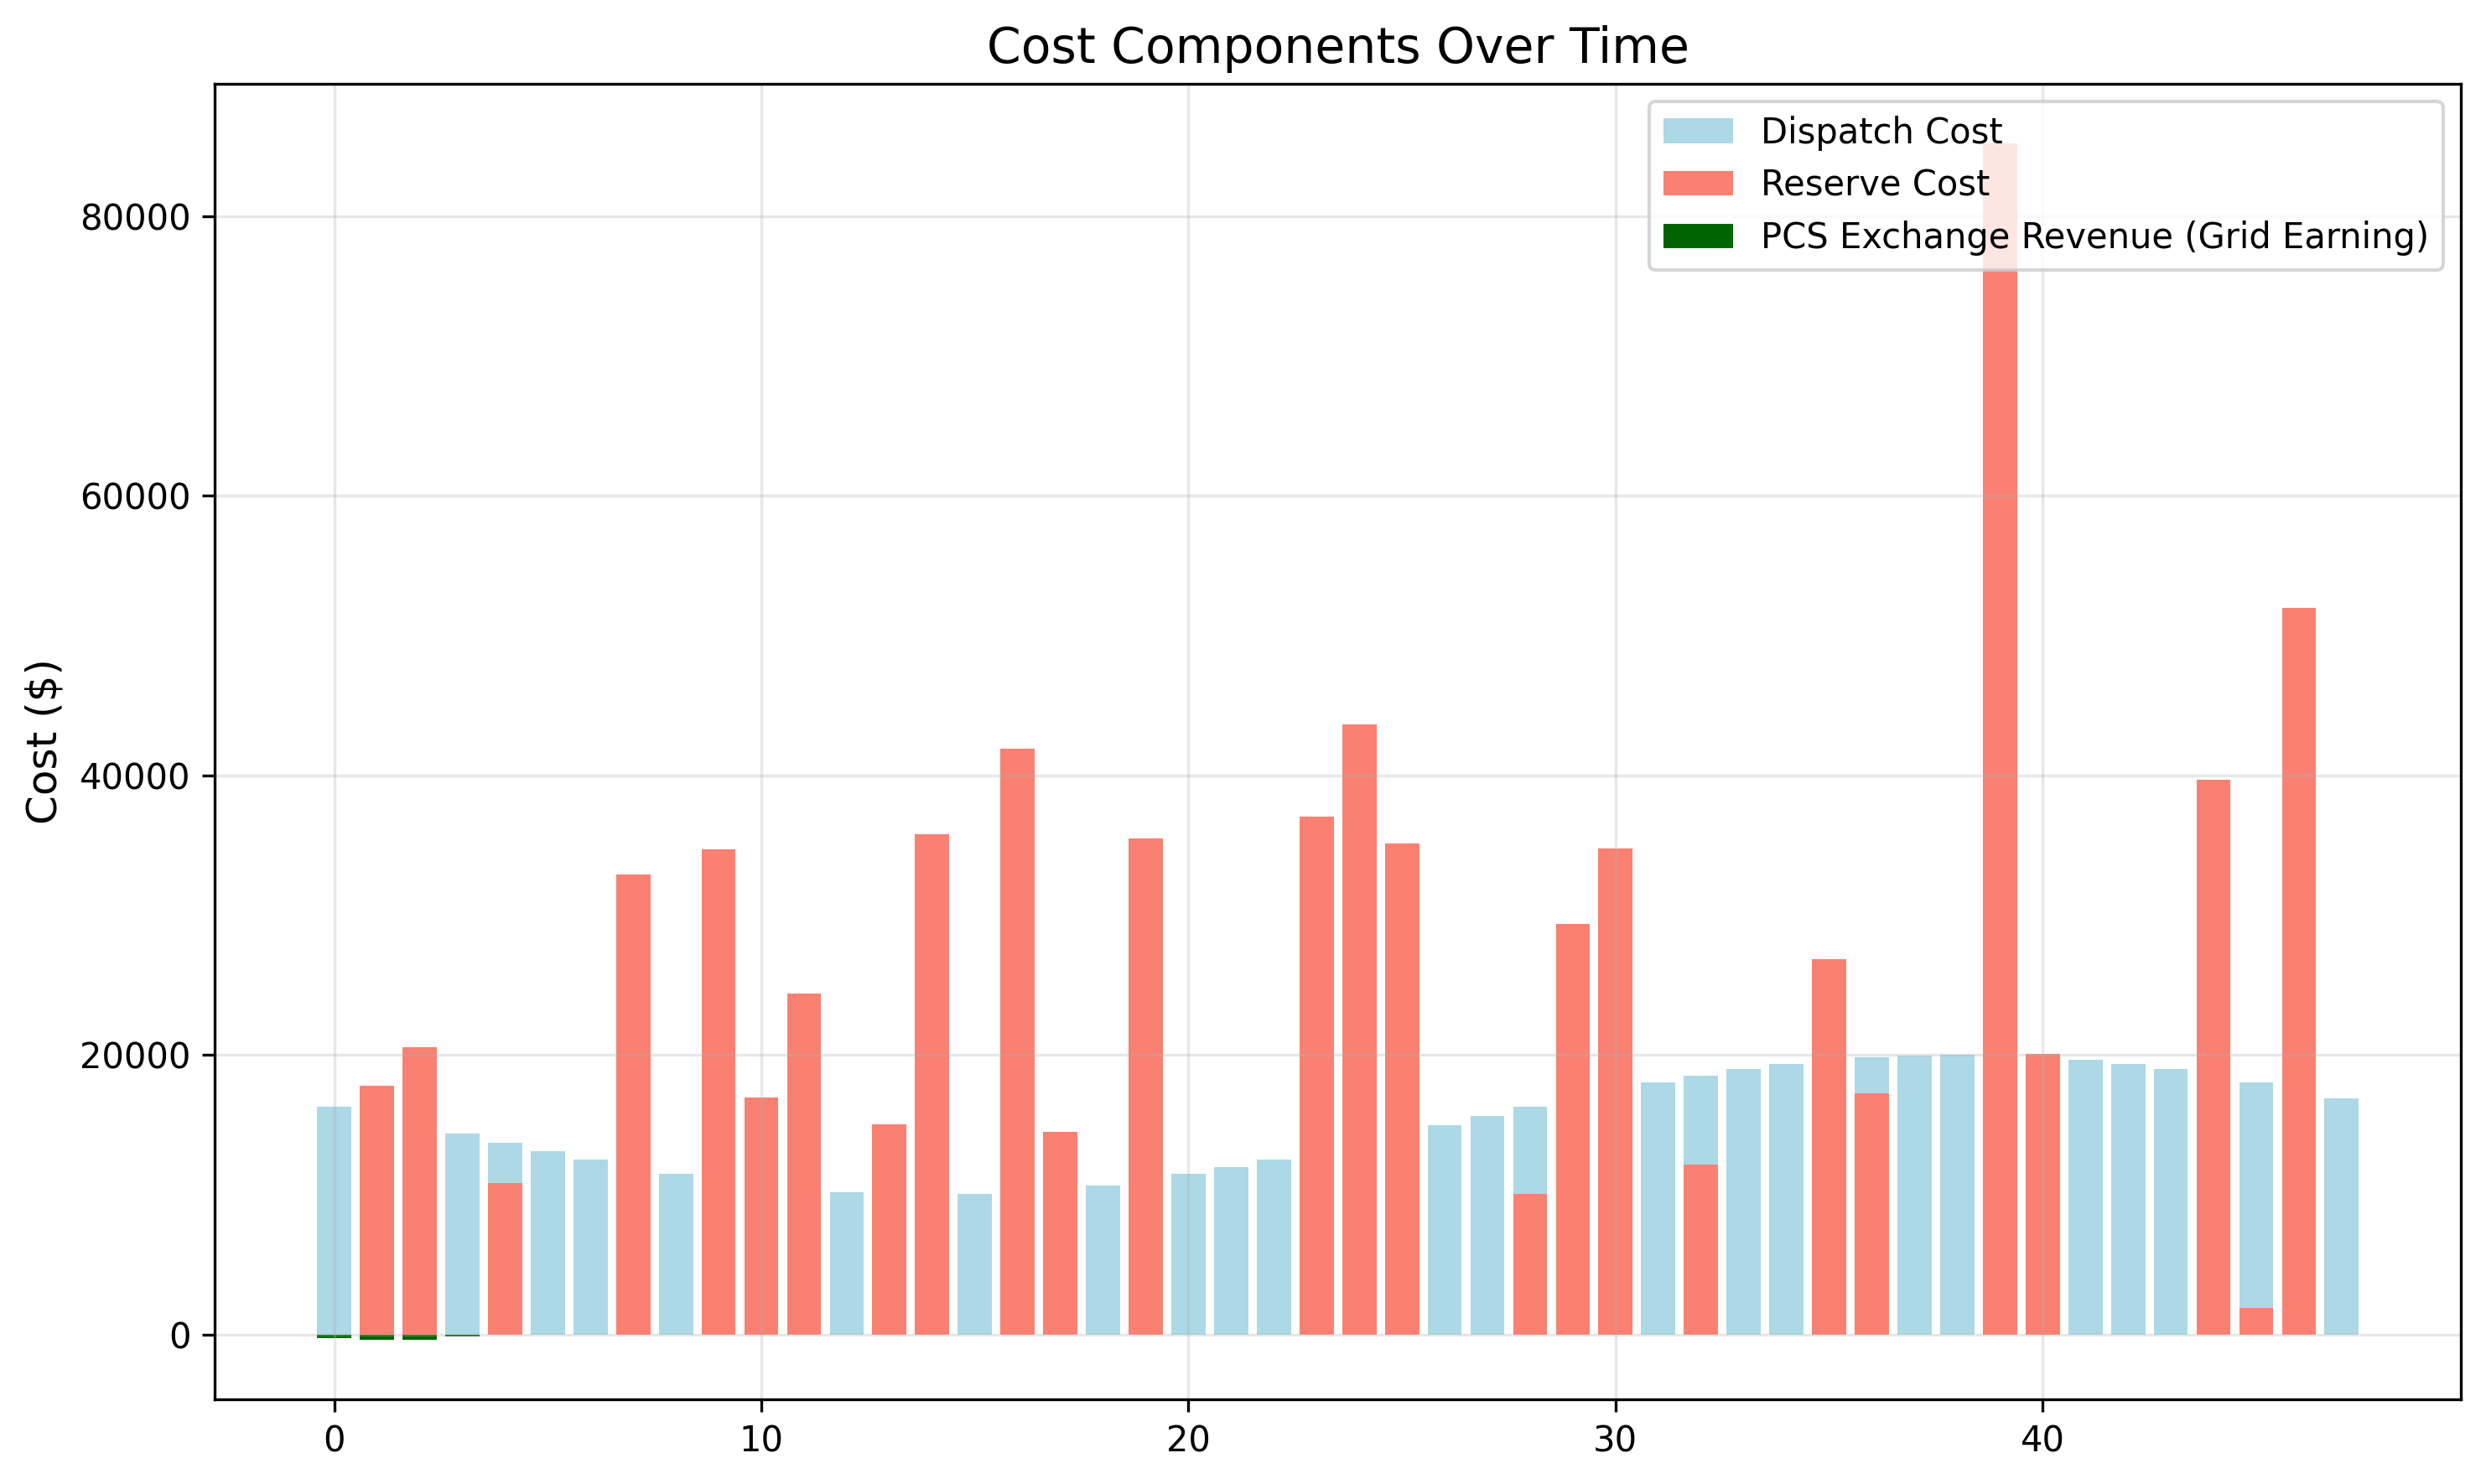 Cost Components Over Time
Dispatch Cost
Reserve Cost
PCS Exchange Revenue (Grid Earning)
Cost ($)
80000
60000
40000
20000
0
0 10 20 30 40